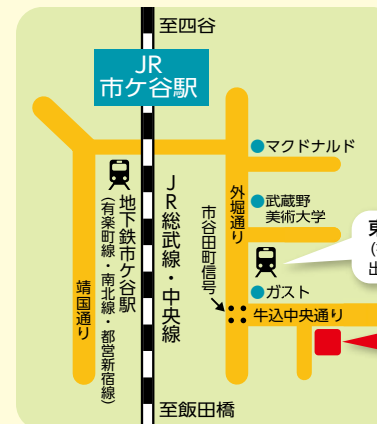 至四谷
JR
市ケ谷駅
マクドナルド
武蔵野
美術大学
外堀通り
市谷田町信号
ガスト
牛込中央通り
JR総武線・中央線
地下鉄市ケ谷駅
(有楽町線・南北線・都営新宿線)
靖国通り
至飯田橋